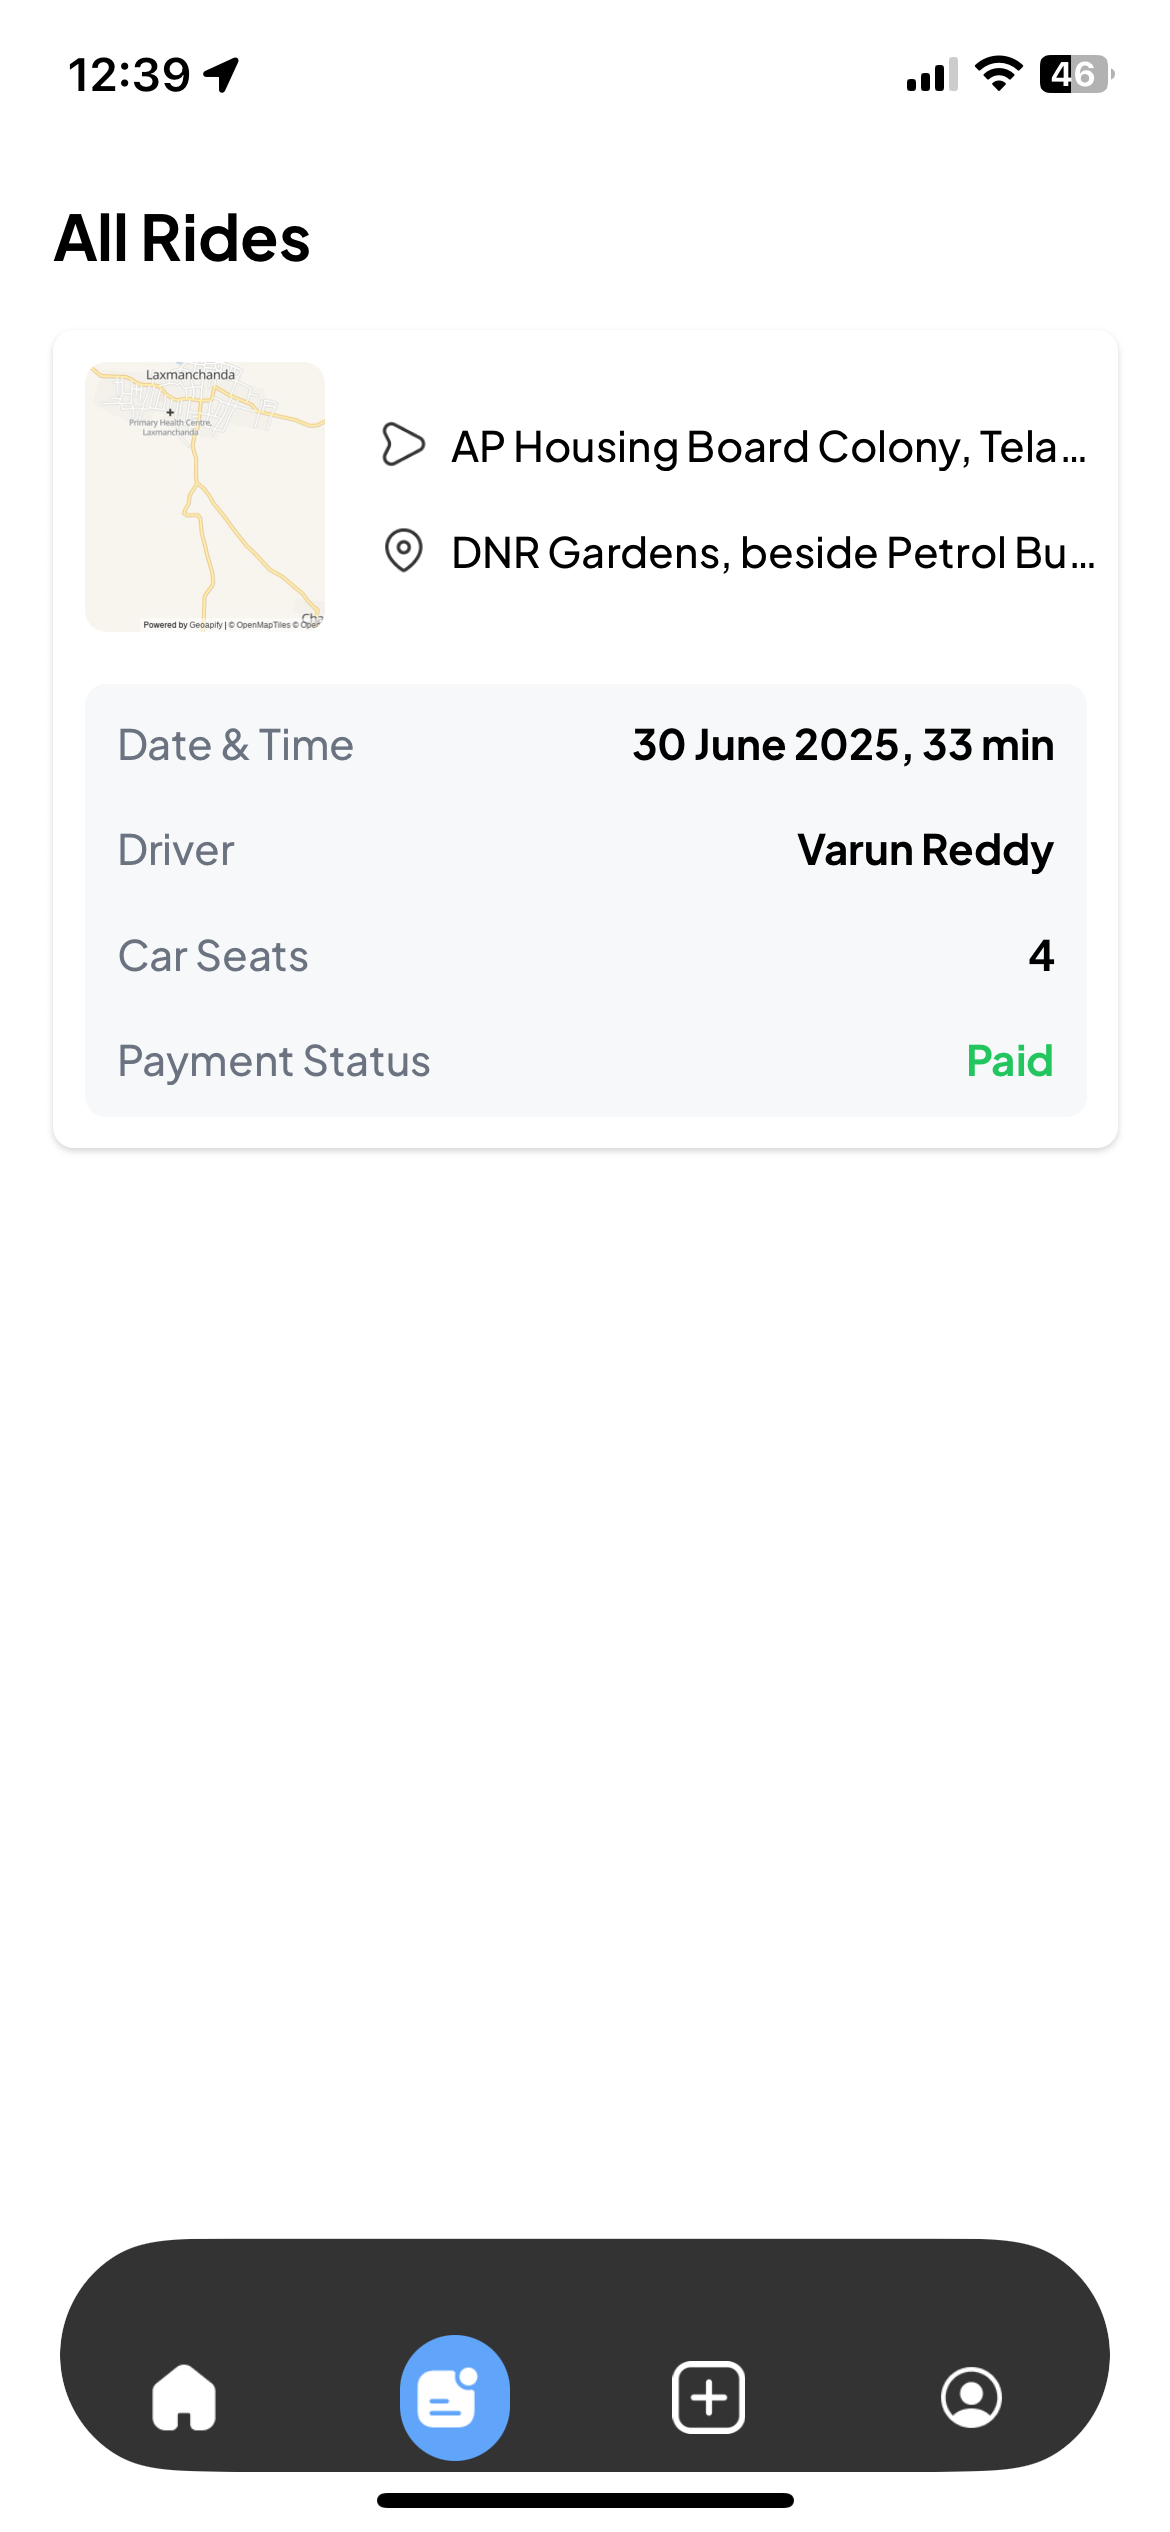 12:39
46
All Rides
Laxmanchanda
Primary Health Centre,
Laxmanchanda
Cha
Powered by Geoapify | © OpenMapTiles © Open
AP Housing Board Colony, Tela...
DNR Gardens, beside Petrol Bu...
Date & Time 30 June 2025, 33 min
Driver Varun Reddy
Car Seats 4
Payment Status Paid